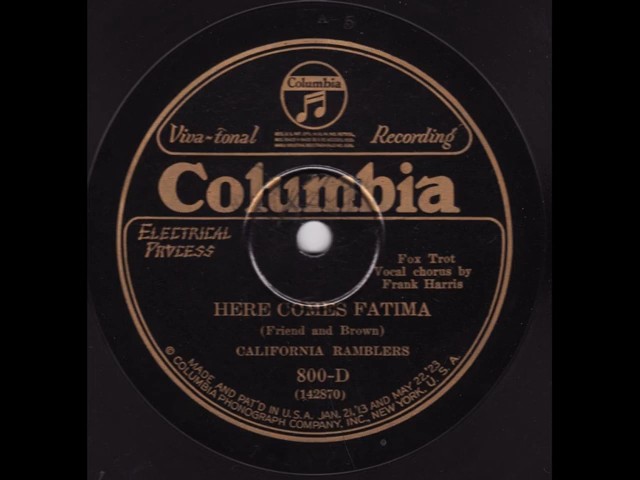 A-5
Columbia
Viva-tonal Recording
Columbia
ELECTRICAL
PROCESS
Fox Trot
Vocal chorus by
Frank Harris
HERE COMES FATIMA
(Friend and Brown)
CALIFORNIA RAMBLERS
800-D
(142870)
MADE AND PAT'D IN U.S.A. JAN. 21, '13 AND MAY 22, '23
© COLUMBIA PHONOGRAPH COMPANY, INC., NEW YORK, U.S.A.